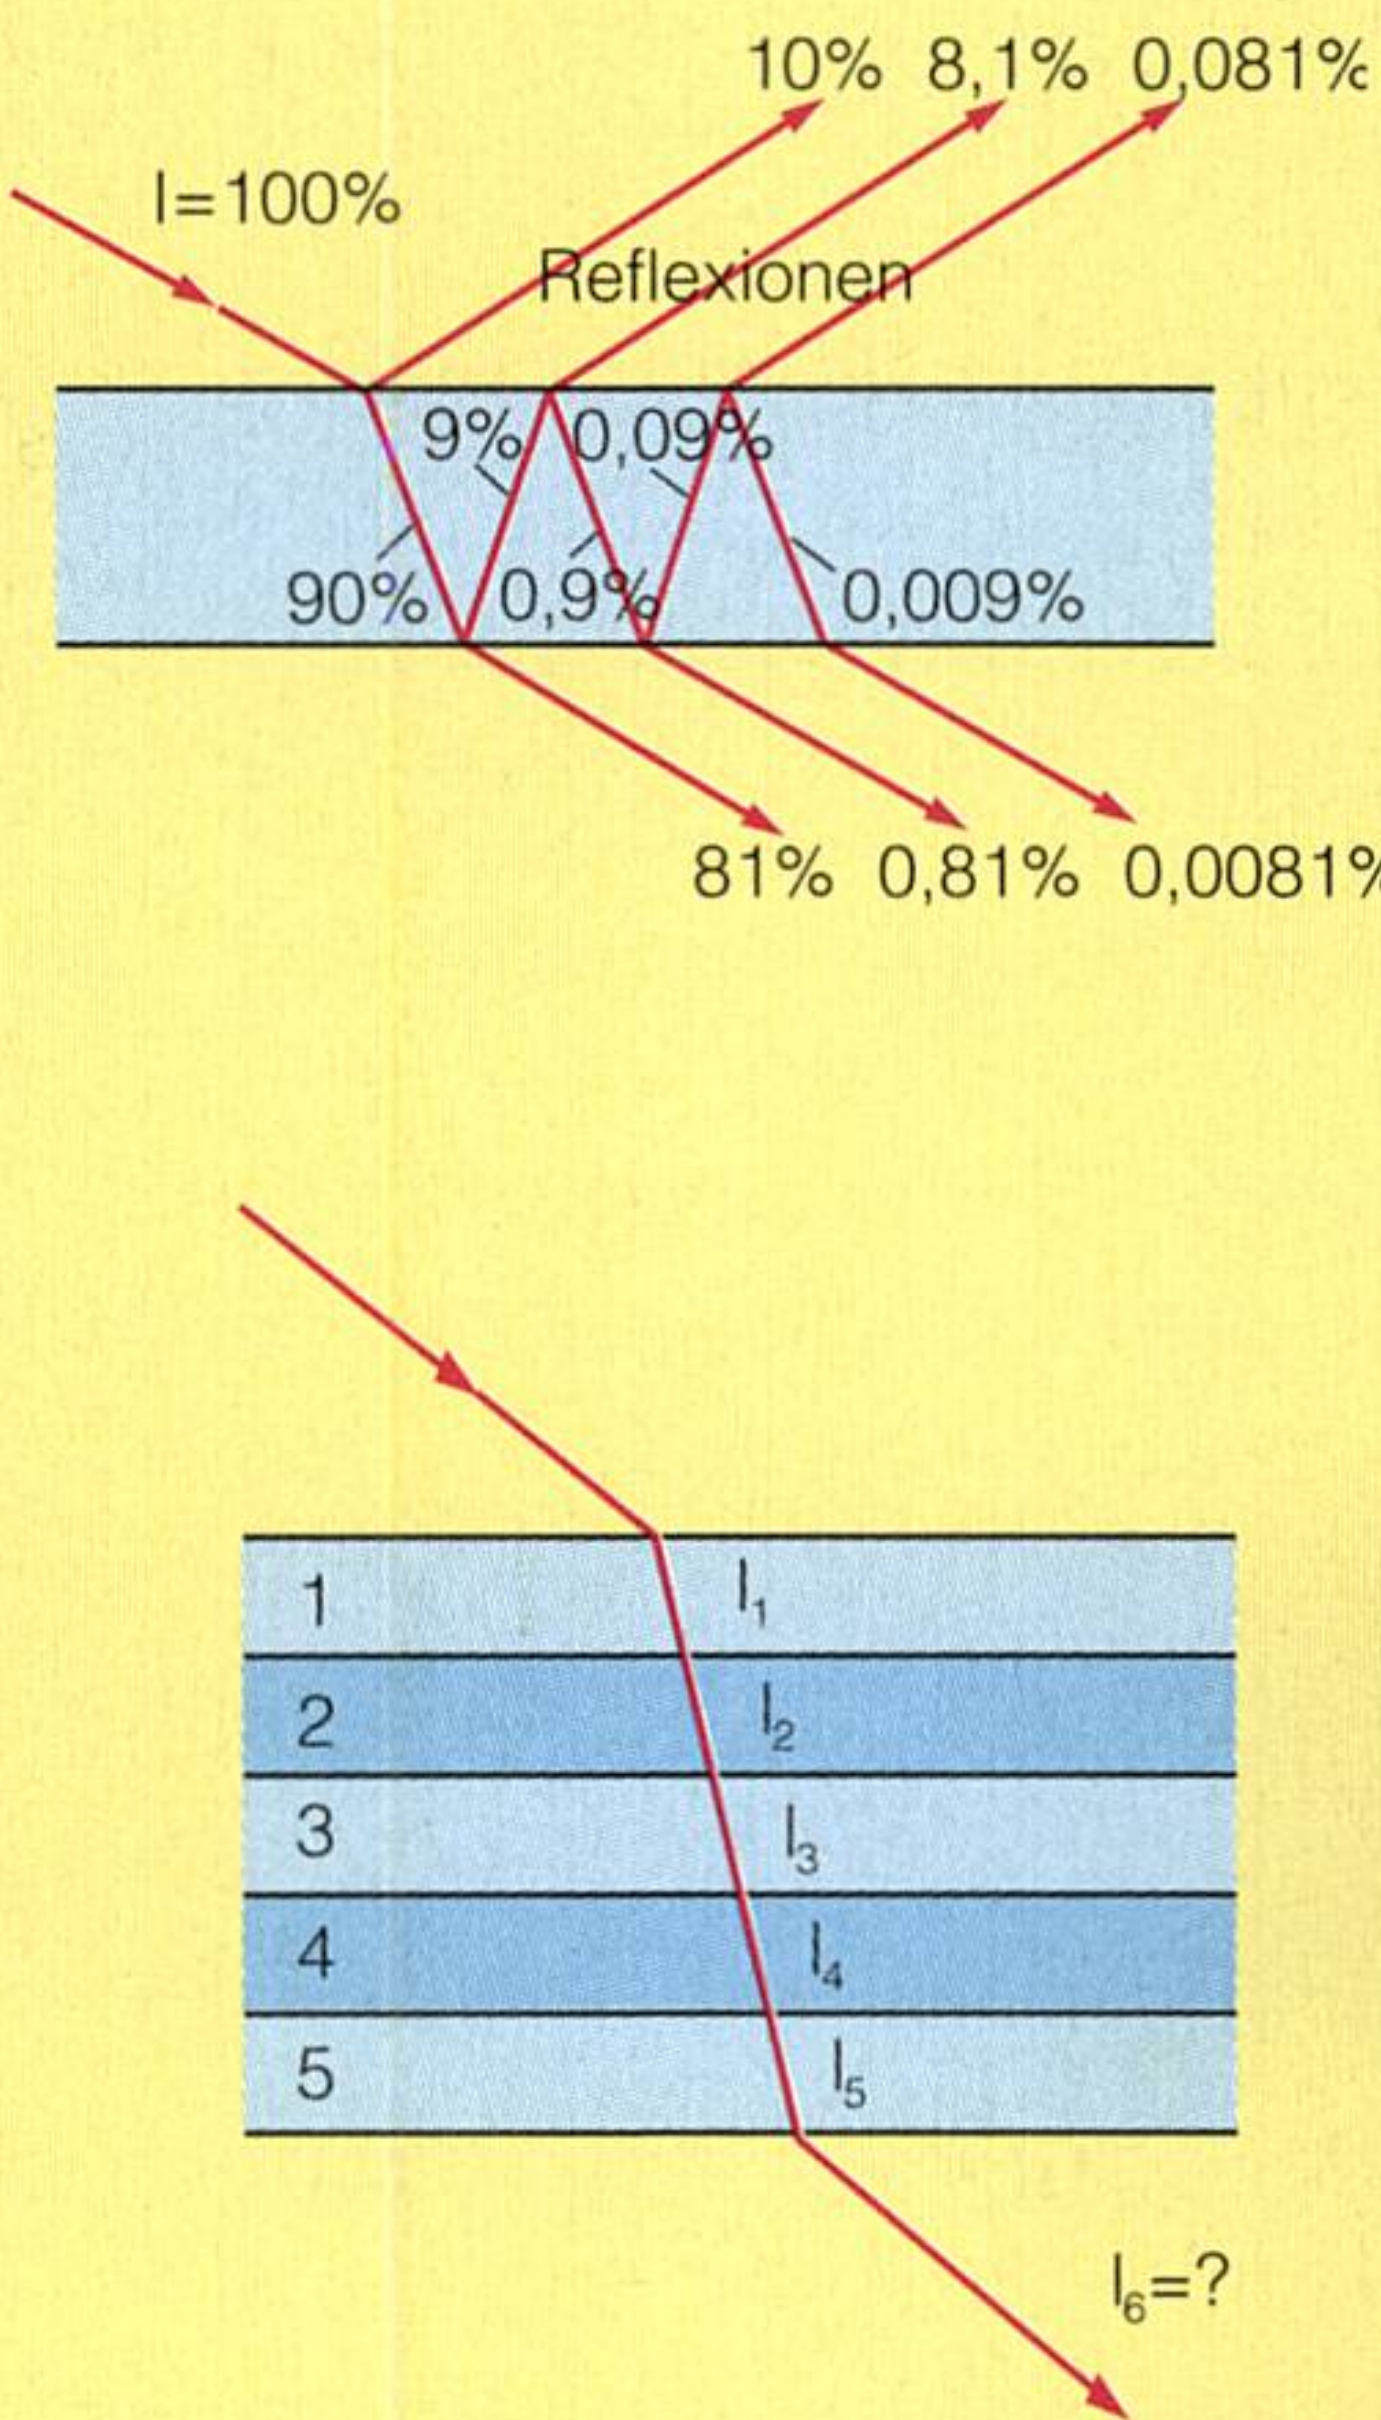 10% 8,1% 0,081%
I=100%
Reflexionen
9% 0,09%
90% 0,9% 0,009%
81% 0,81% 0,0081%
1 I₁
2 I₂
3 I₃
4 I₄
5 I₅
I₆=?